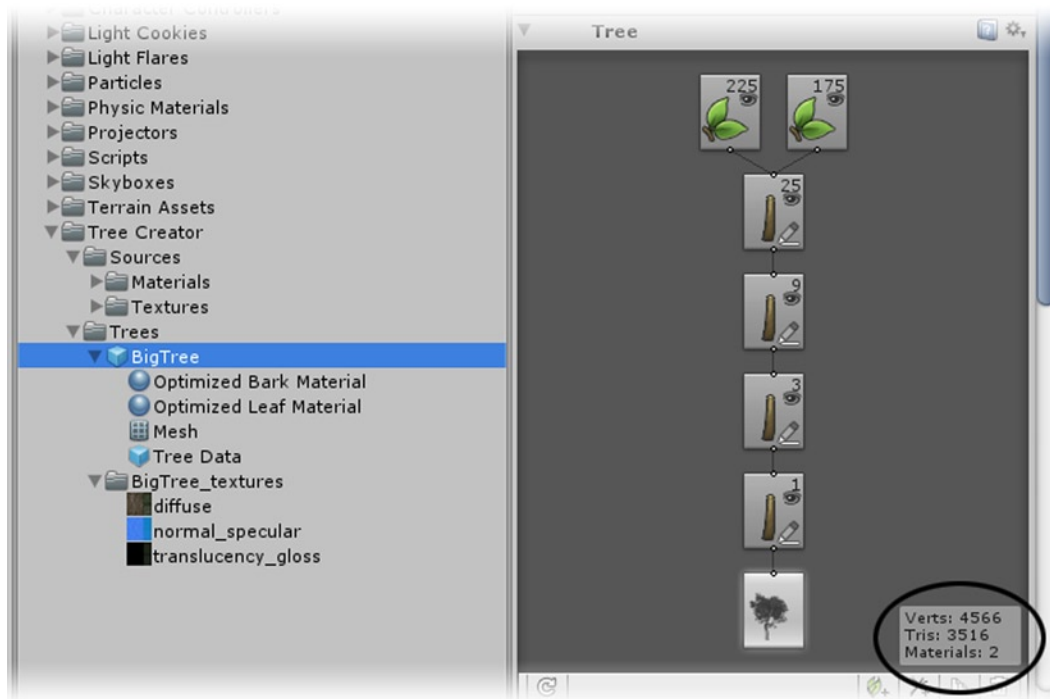 Character Controllers
Light Cookies
Light Flares
Particles
Physic Materials
Projectors
Scripts
Skyboxes
Terrain Assets
Tree Creator
Sources
Materials
Textures
Trees
BigTree
Optimized Bark Material
Optimized Leaf Material
Mesh
Tree Data
BigTree_textures
diffuse
normal_specular
translucency_gloss
Tree
225
175
25
9
3
1
Verts: 4566
Tris: 3516
Materials: 2